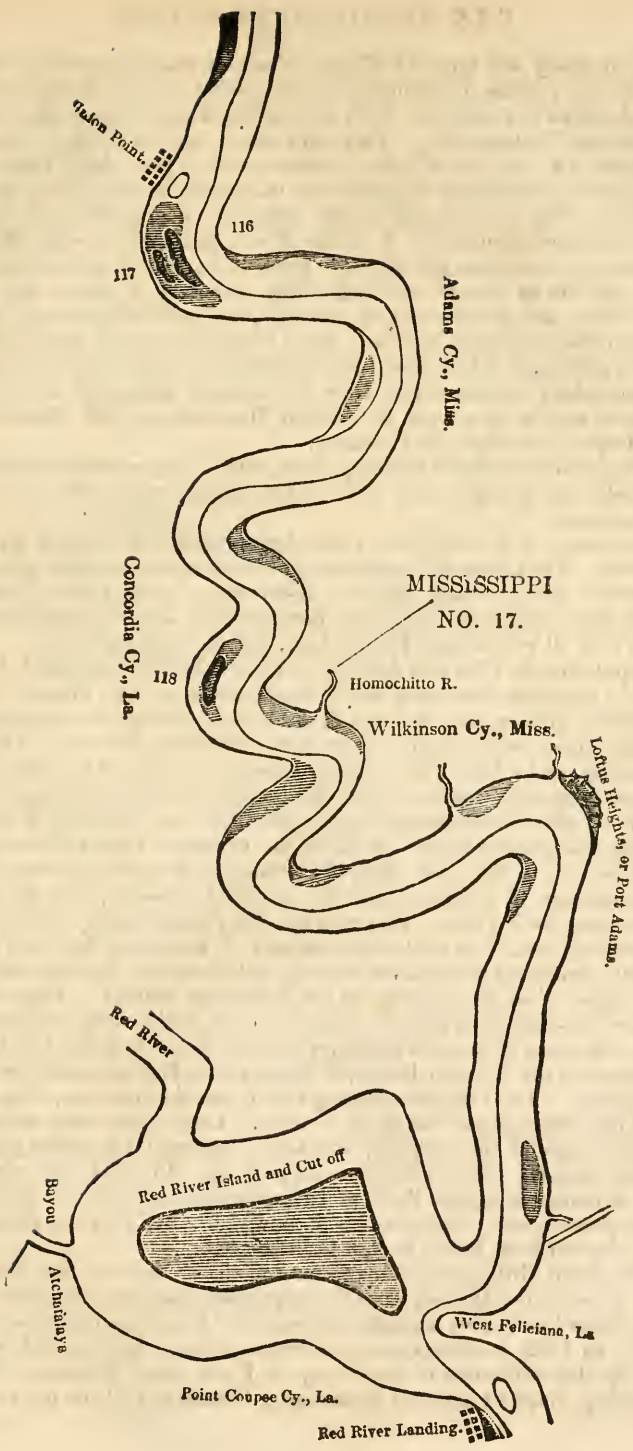 Union Point.
116
117
Adams Cy., Miss.
Concordia Cy., La.
MISSiSSIPPI
NO. 17.
118
Homochitto R.
Wilkinson Cy., Miss.
Loftus Heights, or Port Adams.
Red River
Red River Island and Cut off
Bayou
Atchafalaya
West Feliciana, La
Point Coupee Cy., La.
Red River Landing.